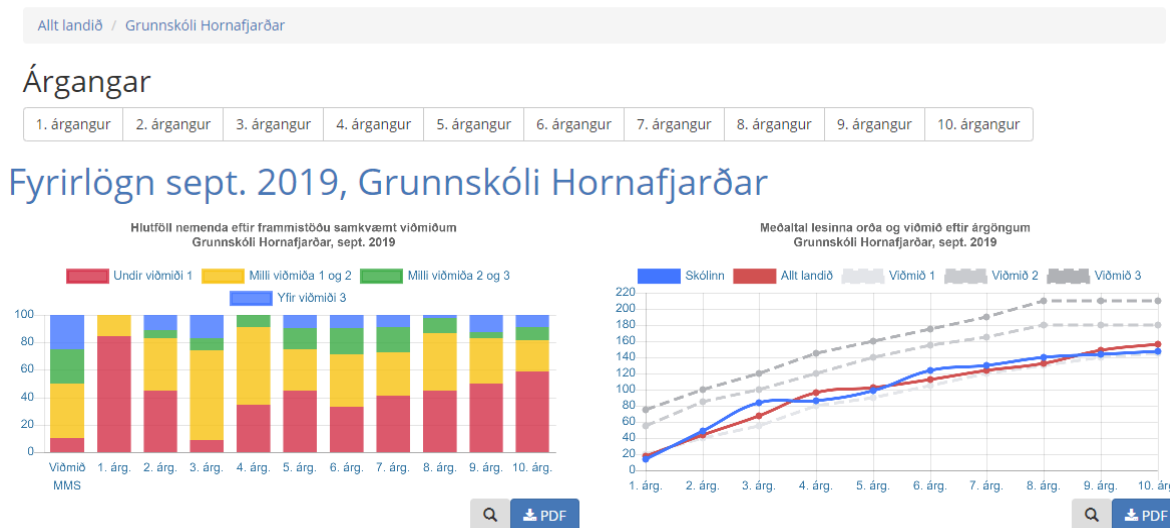 Allt landið / Grunnskóli Hornafjarðar
Árgangar
1. árgangur 2. árgangur 3. árgangur 4. árgangur 5. árgangur 6. árgangur 7. árgangur 8. árgangur 9. árgangur 10. árgangur
Fyrirlögn sept. 2019, Grunnskóli Hornafjarðar
Hlutföll nemenda eftir frammistöðu samkvæmt viðmiðum
Grunnskóli Hornafjarðar, sept. 2019
Undir viðmiði 1 Milli viðmiða 1 og 2 Milli viðmiða 2 og 3
Yfir viðmiði 3
100
80
60
40
20
0
Viðmið MMS 1. árg. 2. árg. 3. árg. 4. árg. 5. árg. 6. árg. 7. árg. 8. árg. 9. árg. 10. árg.
PDF
Meðaltal lesinna orða og viðmið eftir árgöngum
Grunnskóli Hornafjarðar, sept. 2019
Skólinn Allt landið Viðmið 1 Viðmið 2 Viðmið 3
220
200
180
160
140
120
100
80
60
40
20
0
1. árg. 2. árg. 3. árg. 4. árg. 5. árg. 6. árg. 7. árg. 8. árg. 9. árg. 10. árg
PDF